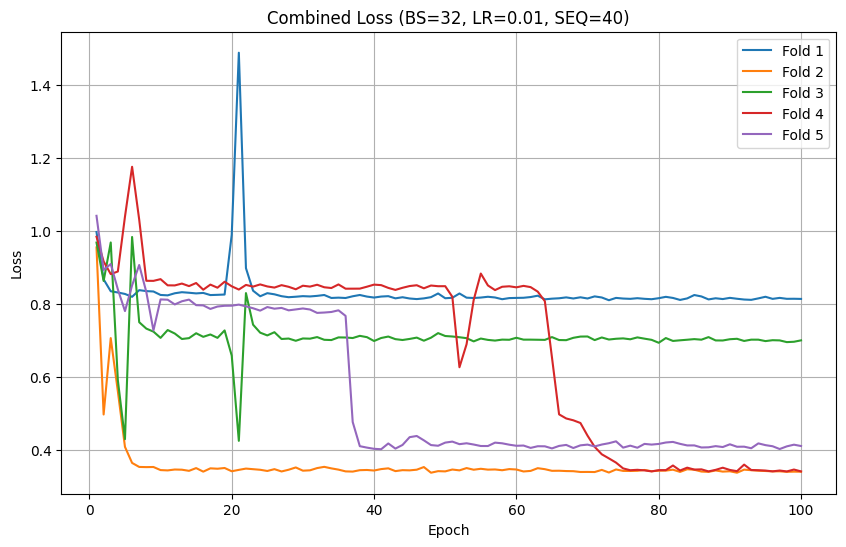 Combined Loss (BS=32, LR=0.01, SEQ=40)
Fold 1
Fold 2
Fold 3
Fold 4
Fold 5
Loss
1.4
1.2
1.0
0.8
0.6
0.4
0 20 40 60 80 100
Epoch